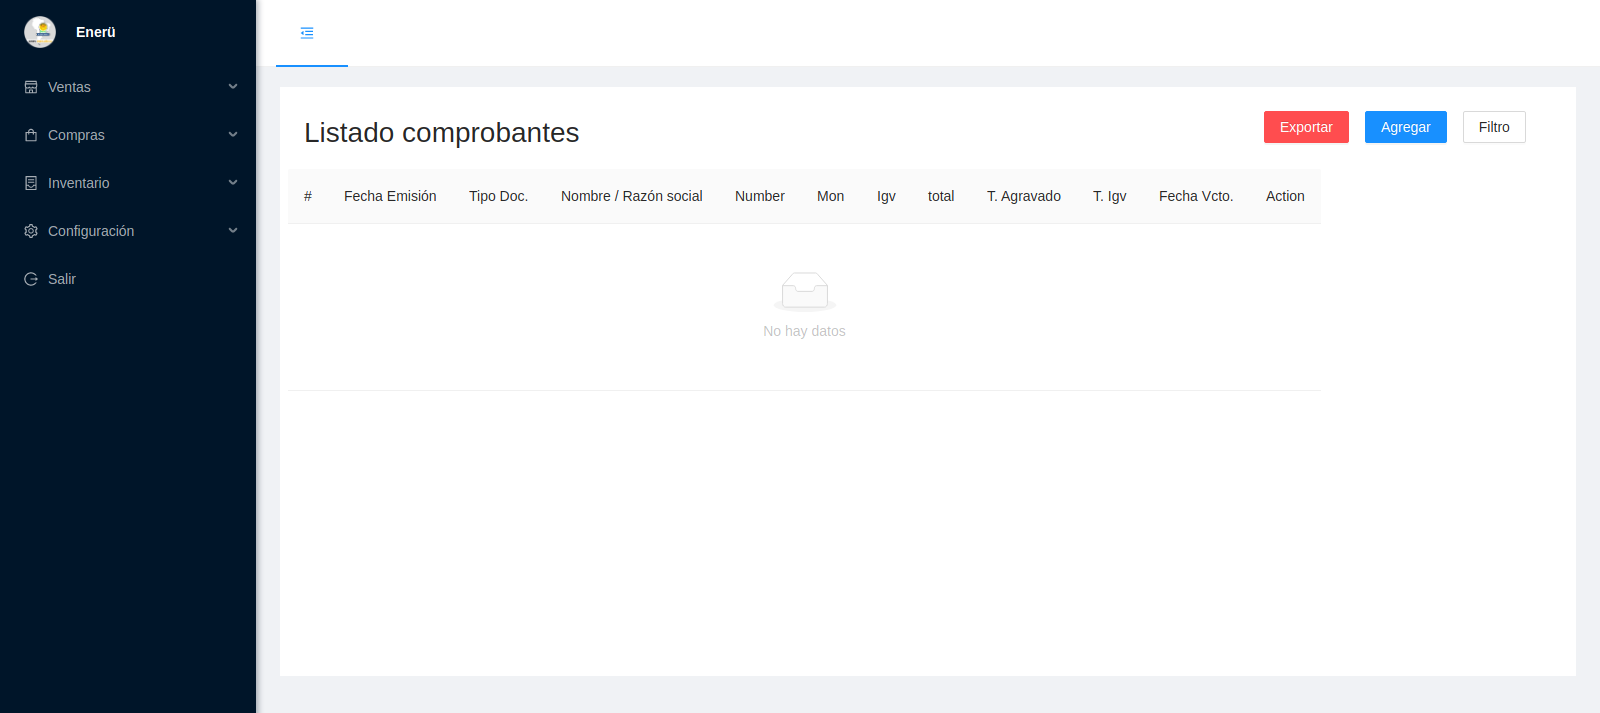 Enerü
Ventas
Compras
Inventario
Configuración
Salir
Listado comprobantes
Exportar Agregar Filtro
# Fecha Emisión Tipo Doc. Nombre / Razón social Number Mon Igv total T. Agravado T. Igv Fecha Vcto. Action
No hay datos